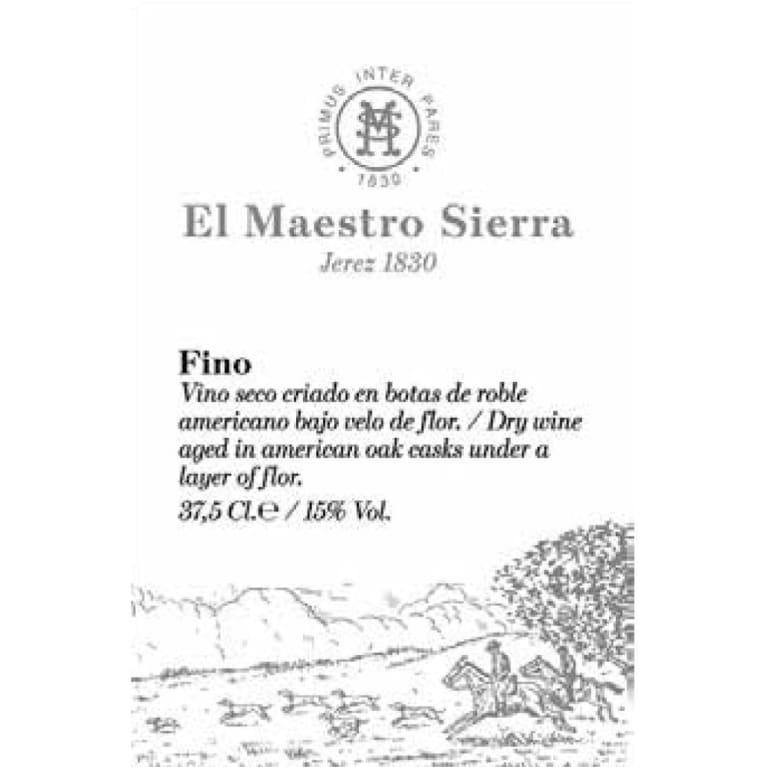 PRIMUS INTER PARES
MS
• 1830 •
El Maestro Sierra
Jerez 1830
Fino
Vino seco criado en botas de roble
americano bajo velo de flor. / Dry wine
aged in american oak casks under a
layer of flor.
37,5 Cl.℮ / 15% Vol.